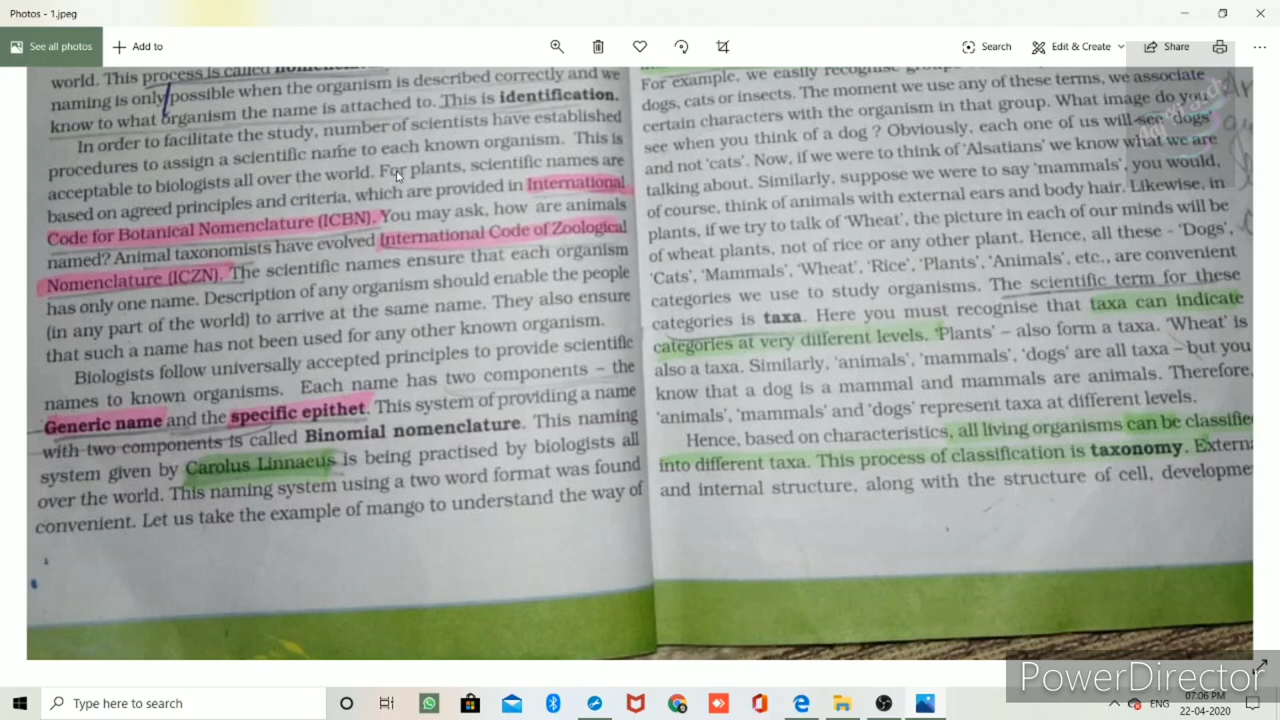 Photos - 1.jpeg
See all photos
Add to
Search
Edit & Create
Share
world. This process is called
naming is only possible when the organism is described correctly and we
know to what organism the name is attached to. This is identification.
In order to facilitate the study, number of scientists have established
procedures to assign a scientific name to each known organism. This is
acceptable to biologists all over the world. For plants, scientific names are
based on agreed principles and criteria, which are provided in International
Code for Botanical Nomenclature (ICBN). You may ask, how are animals
named? Animal taxonomists have evolved International Code of Zoological
Nomenclature (ICZN). The scientific names ensure that each organism
has only one name. Description of any organism should enable the people
(in any part of the world) to arrive at the same name. They also ensure
that such a name has not been used for any other known organism.
Biologists follow universally accepted principles to provide scientific
names to known organisms. Each name has two components – the
Generic name and the specific epithet. This system of providing a name
with two components is called Binomial nomenclature. This naming
system given by Carolus Linnaeus is being practised by biologists all
over the world. This naming system using a two word format was found
convenient. Let us take the example of mango to understand the way of
For example, we easily recognise
dogs, cats or insects. The moment we use any of these terms, we associate
certain characters with the organism in that group. What image do you
see when you think of a dog ? Obviously, each one of us will see 'dogs'
and not 'cats'. Now, if we were to think of 'Alsatians' we know what we are
talking about. Similarly, suppose we were to say 'mammals', you would,
of course, think of animals with external ears and body hair. Likewise, in
plants, if we try to talk of 'Wheat', the picture in each of our minds will be
of wheat plants, not of rice or any other plant. Hence, all these - 'Dogs',
'Cats', 'Mammals', 'Wheat', 'Rice', 'Plants', 'Animals', etc., are convenient
categories we use to study organisms. The scientific term for these
categories is taxa. Here you must recognise that taxa can indicate
categories at very different levels. 'Plants' – also form a taxa. 'Wheat' is
also a taxa. Similarly, 'animals', 'mammals', 'dogs' are all taxa – but you
know that a dog is a mammal and mammals are animals. Therefore,
'animals', 'mammals' and 'dogs' represent taxa at different levels.
Hence, based on characteristics, all living organisms can be classifie
into different taxa. This process of classification is taxonomy. Extern
and internal structure, along with the structure of cell, developme
PowerDirector
Type here to search
ENG
07:06 PM
22-04-2020